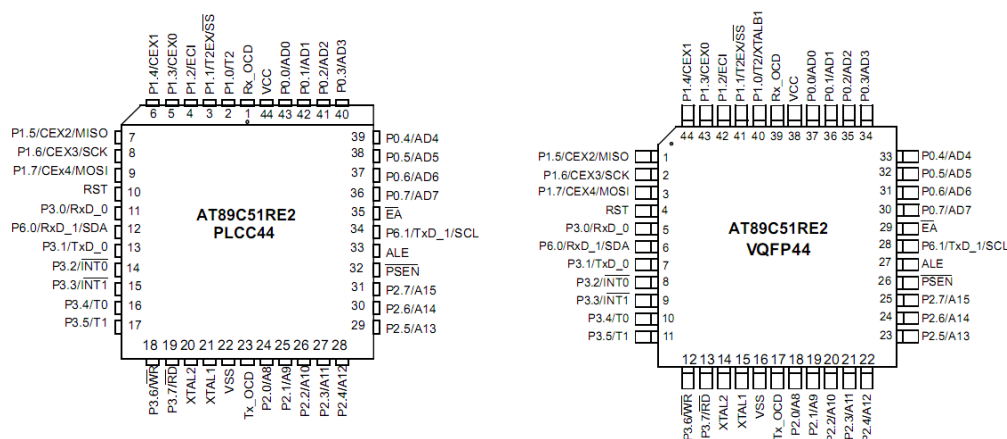 P1.4/CEX1
P1.3/CEX0
P1.2/ECI
P1.1/T2EX/SS
P1.0/T2
Rx_OCD
VCC
P0.0/AD0
P0.1/AD1
P0.2/AD2
P0.3/AD3
6 5 4 3 2 1 44 43 42 41 40
P1.5/CEX2/MISO 7
P1.6/CEX3/SCK 8
P1.7/CEx4/MOSI 9
RST 10
P3.0/RxD_0 11
P6.0/RxD_1/SDA 12
P3.1/TxD_0 13
P3.2/INT0 14
P3.3/INT1 15
P3.4/T0 16
P3.5/T1 17
AT89C51RE2
PLCC44
39 P0.4/AD4
38 P0.5/AD5
37 P0.6/AD6
36 P0.7/AD7
35 EA
34 P6.1/TxD_1/SCL
33 ALE
32 PSEN
31 P2.7/A15
30 P2.6/A14
29 P2.5/A13
18 19 20 21 22 23 24 25 26 27 28
P3.6/WR
P3.7/RD
XTAL2
XTAL1
VSS
Tx_OCD
P2.0/A8
P2.1/A9
P2.2/A10
P2.3/A11
P2.4/A12
P1.4/CEX1
P1.3/CEX0
P1.2/ECI
P1.1/T2EX/SS
P1.0/T2/XTALB1
Rx_OCD
VCC
P0.0/AD0
P0.1/AD1
P0.2/AD2
P0.3/AD3
44 43 42 41 40 39 38 37 36 35 34
P1.5/CEX2/MISO 1
P1.6/CEX3/SCK 2
P1.7/CEX4/MOSI 3
RST 4
P3.0/RxD_0 5
P6.0/RxD_1/SDA 6
P3.1/TxD_0 7
P3.2/INT0 8
P3.3/INT1 9
P3.4/T0 10
P3.5/T1 11
AT89C51RE2
VQFP44
33 P0.4/AD4
32 P0.5/AD5
31 P0.6/AD6
30 P0.7/AD7
29 EA
28 P6.1/TxD_1/SCL
27 ALE
26 PSEN
25 P2.7/A15
24 P2.6/A14
23 P2.5/A13
12 13 14 15 16 17 18 19 20 21 22
P3.6/WR
P3.7/RD
XTAL2
XTAL1
VSS
Tx_OCD
P2.0/A8
P2.1/A9
P2.2/A10
P2.3/A11
P2.4/A12